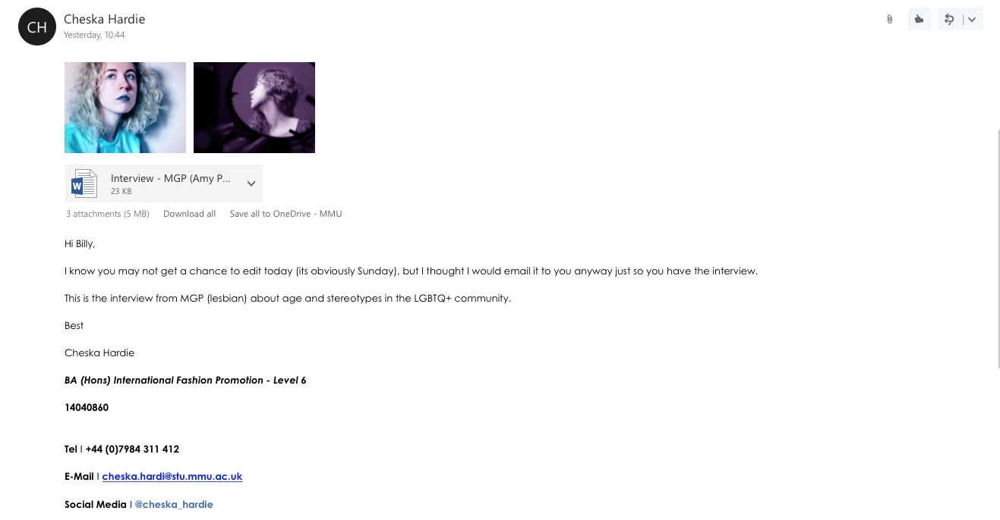 CH
Cheska Hardie
Yesterday, 10:44
W
Interview - MGP (Amy P...
23 KB
3 attachments (5 MB) Download all Save all to OneDrive - MMU
Hi Billy,
I know you may not get a chance to edit today (its obviously Sunday), but I thought I would email it to you anyway just so you have the interview.
This is the interview from MGP (lesbian) about age and stereotypes in the LGBTQ+ community.
Best
Cheska Hardie
BA (Hons) International Fashion Promotion - Level 6
14040860
Tel I +44 (0)7984 311 412
E-Mail I cheska.hardi@stu.mmu.ac.uk
Social Media I @cheska_hardie